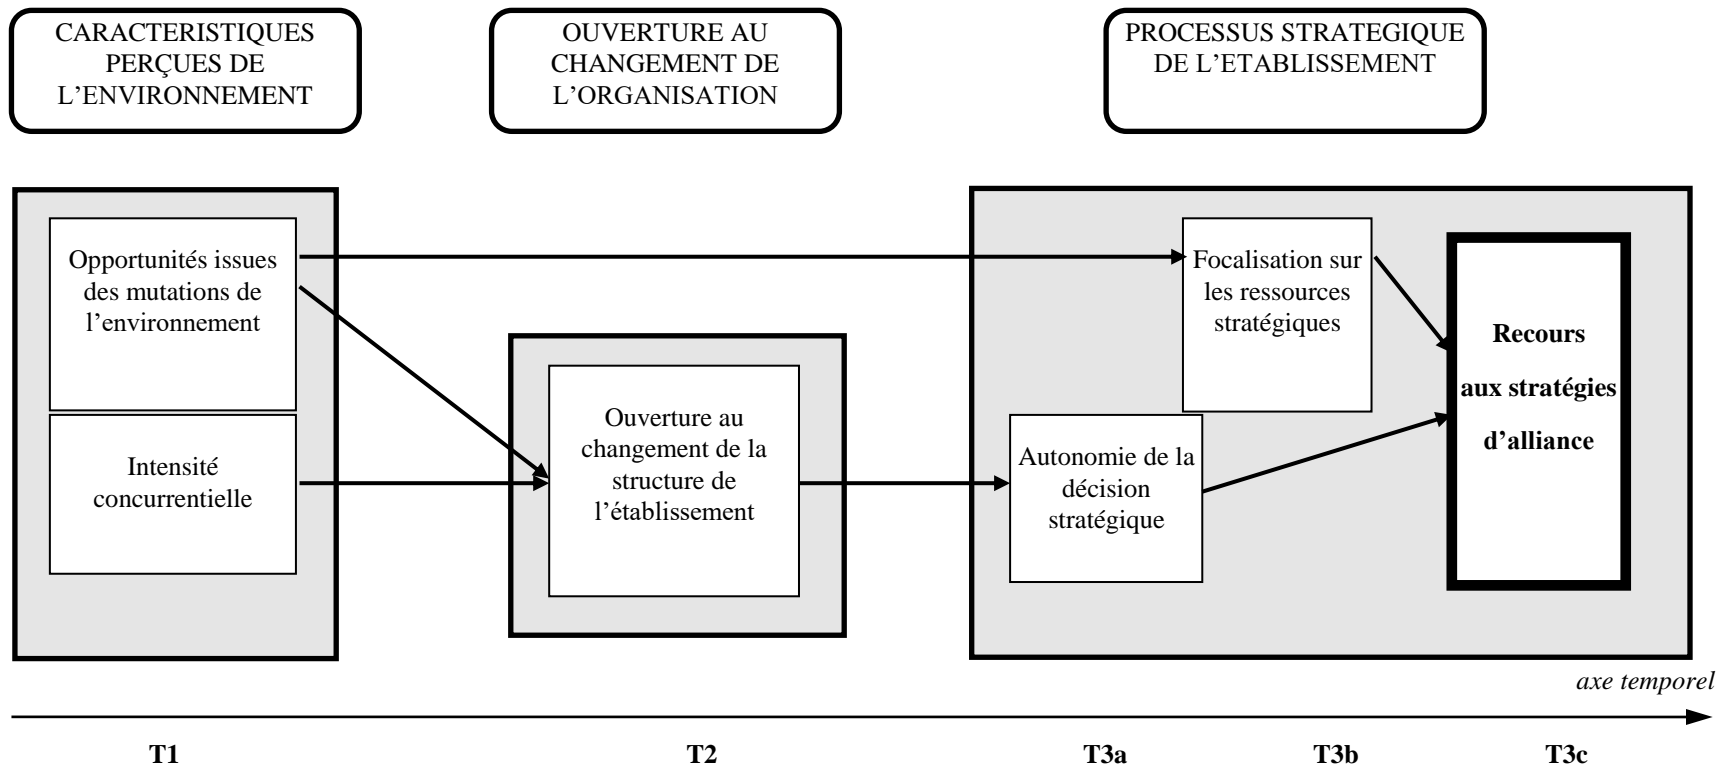 CARACTERISTIQUES
PERÇUES DE
L’ENVIRONNEMENT
OUVERTURE AU
CHANGEMENT DE
L’ORGANISATION
PROCESSUS STRATEGIQUE
DE L’ETABLISSEMENT
Opportunités issues
des mutations de
l’environnement
Intensité
concurrentielle
Ouverture au
changement de la
structure de
l’établissement
Focalisation sur
les ressources
stratégiques
Autonomie de la
décision
stratégique
Recours
aux stratégies
d’alliance
axe temporel
T1
T2
T3a
T3b
T3c